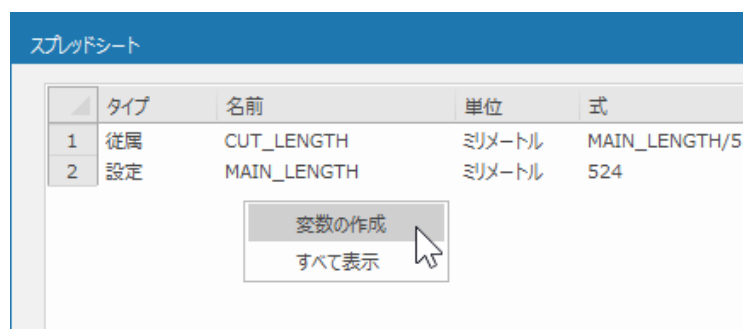 スプレッドシート
タイプ 名前 単位 式
1 従属 CUT_LENGTH ミリメートル MAIN_LENGTH/5
2 設定 MAIN_LENGTH ミリメートル 524
変数の作成
すべて表示